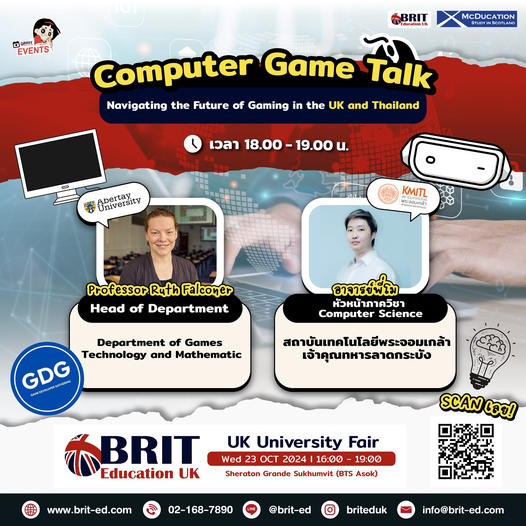 EVENTS
BRIT
Education UK
McDUCATION
STUDY IN SCOTLAND
Computer Game Talk
Navigating the Future of Gaming in the UK and Thailand
เวลา 18.00 - 19.00 น.
Abertay
University
KMITL
Professor Ruth Falconer
Head of Department
Department of Games
Technology and Mathematic
อาจารย์พี่โม
หัวหน้าภาควิชา
Computer Science
สถาบันเทคโนโลยีพระจอมเกล้า
เจ้าคุณทหารลาดกระบัง
GDG
GAME DEVELOPER GATHERING
SCAN เลย!
BRIT
Education UK
UK University Fair
Wed 23 OCT 2024 | 16:00 - 19:00
Sheraton Grande Sukhumvit (BTS Asok)
www.brit-ed.com
02-168-7890
@brit-ed
briteduk
info@brit-ed.com